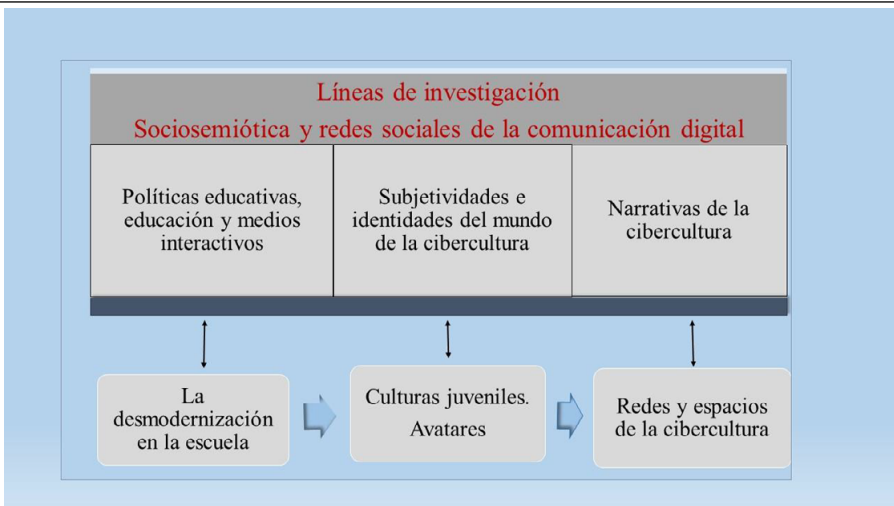 Líneas de investigación
Sociosemiótica y redes sociales de la comunicación digital
Políticas educativas,
educación y medios
interactivos
Subjetividades e
identidades del mundo
de la cibercultura
Narrativas de la
cibercultura
La
desmodernización
en la escuela
Culturas juveniles.
Avatares
Redes y espacios
de la cibercultura